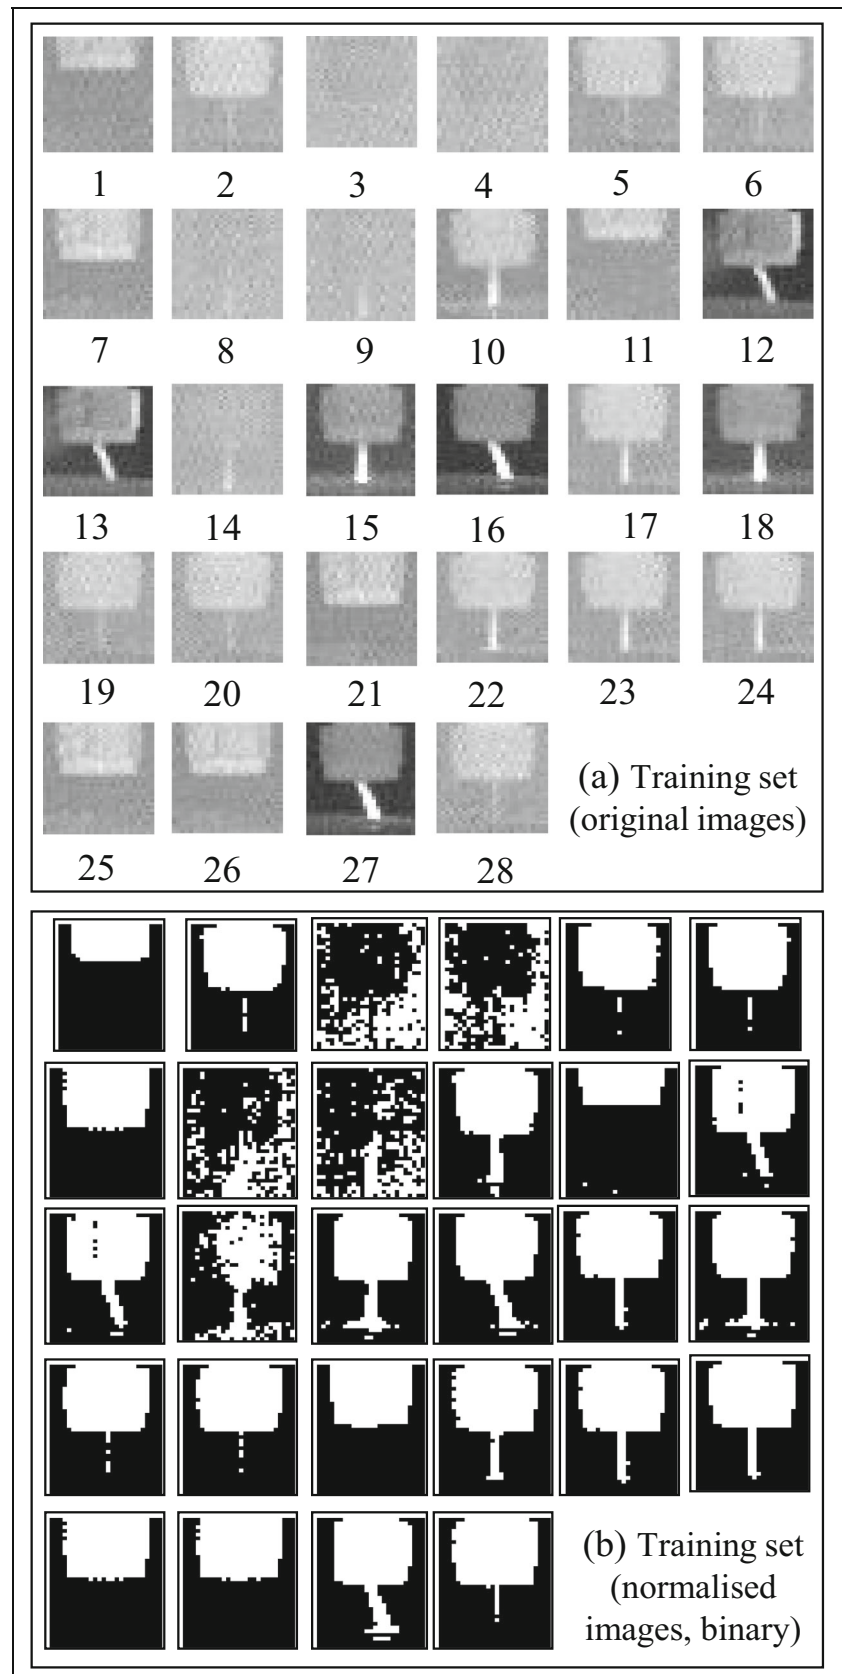 1 2 3 4 5 6
7 8 9 10 11 12
13 14 15 16 17 18
19 20 21 22 23 24
25 26 27 28
(a) Training set
(original images)
(b) Training set
(normalised
images, binary)